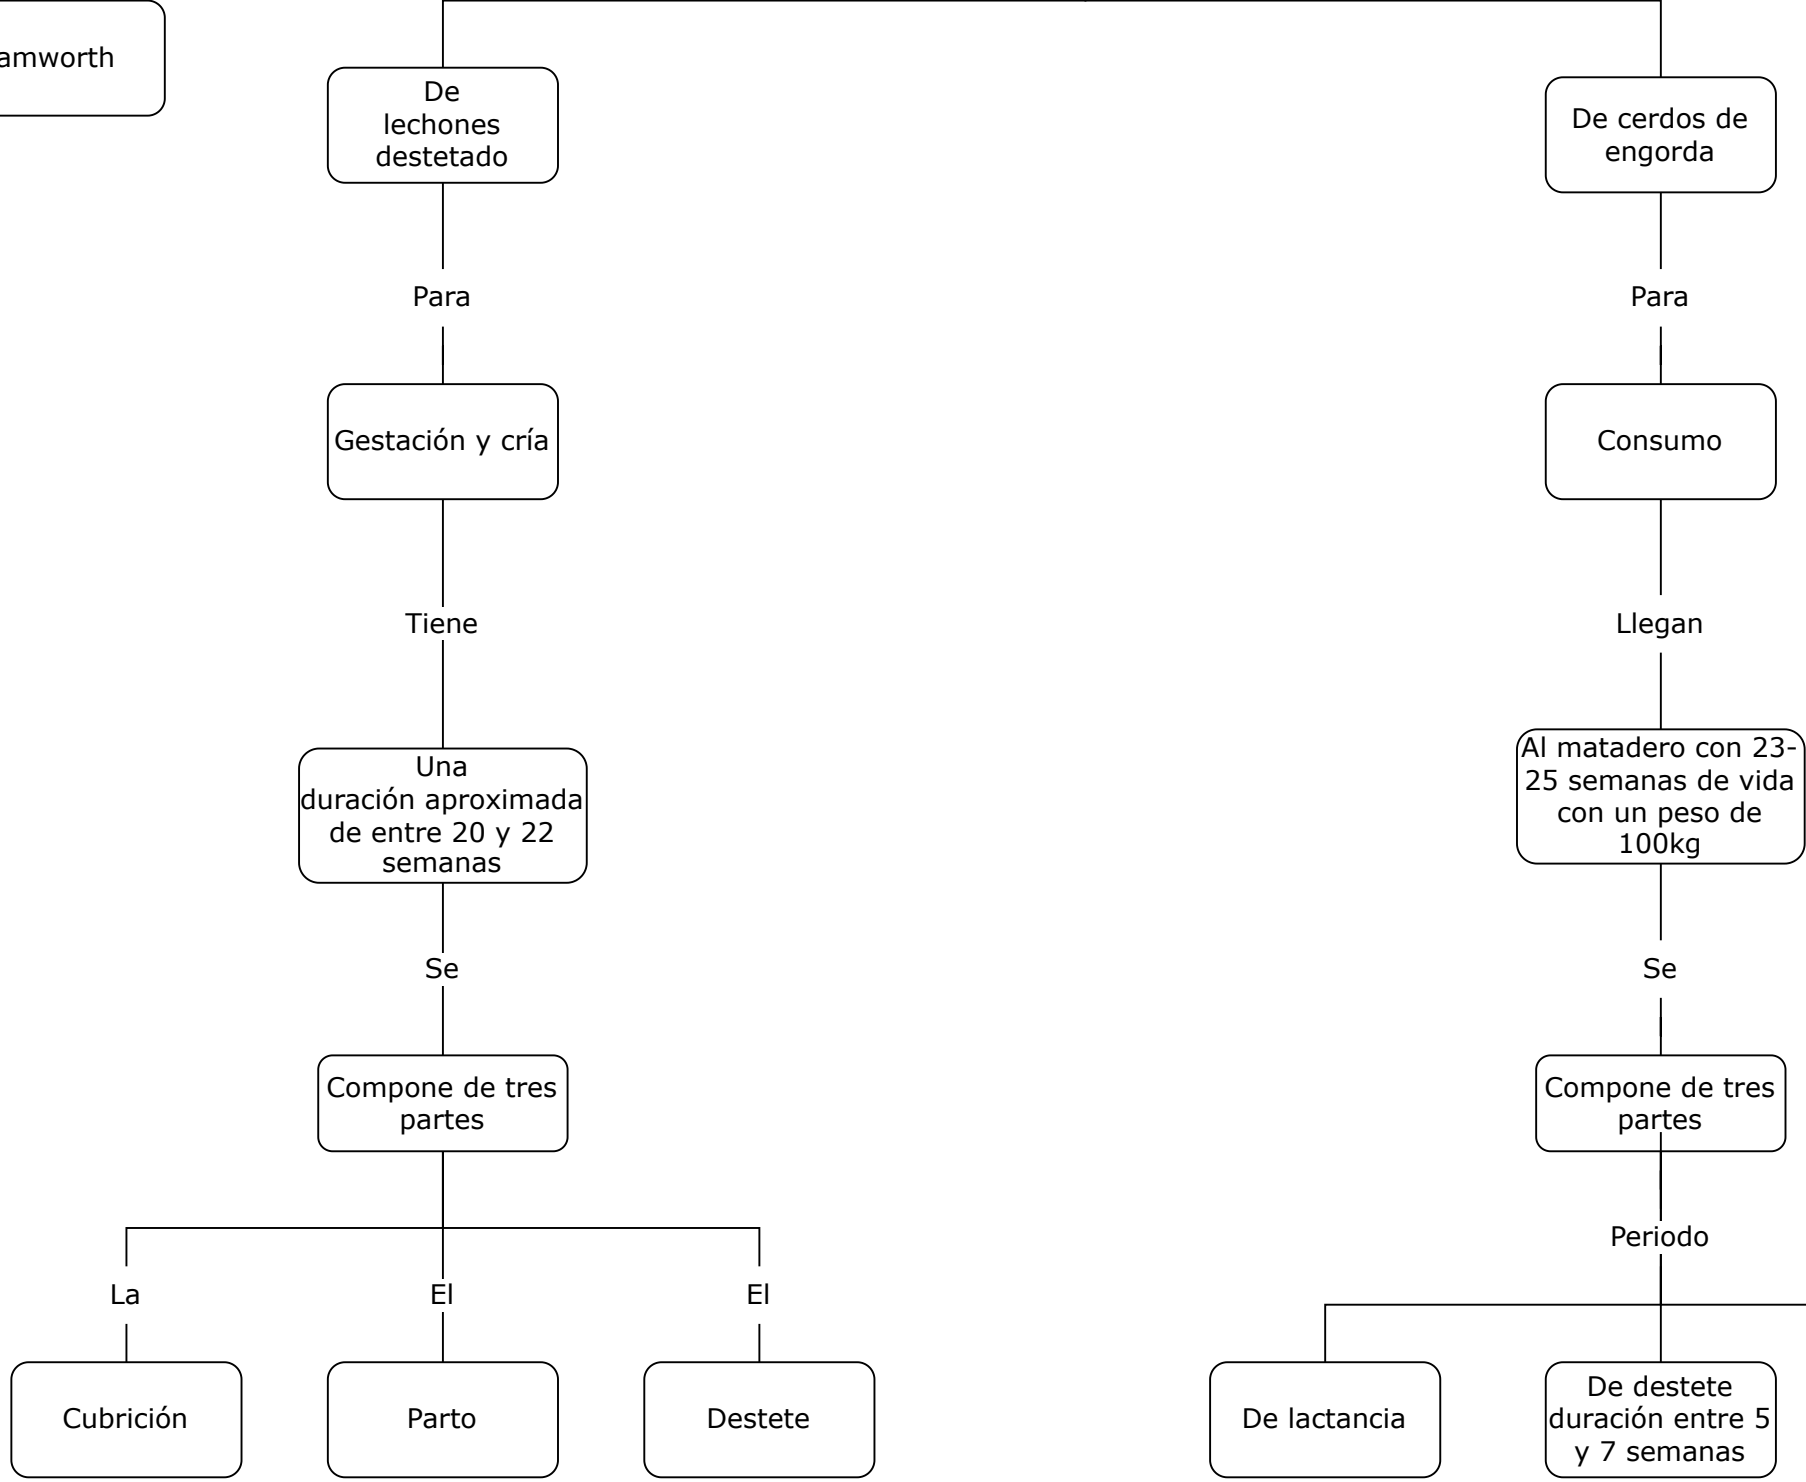 amworth
De
lechones
destetado
De cerdos de
engorda
Para
Para
Gestación y cría
Consumo
Tiene
Llegan
Una
duración aproximada
de entre 20 y 22
semanas
Al matadero con 23-
25 semanas de vida
con un peso de
100kg
Se
Se
Compone de tres
partes
Compone de tres
partes
Periodo
La
El
El
Cubrición
Parto
Destete
De lactancia
De destete
duración entre 5
y 7 semanas